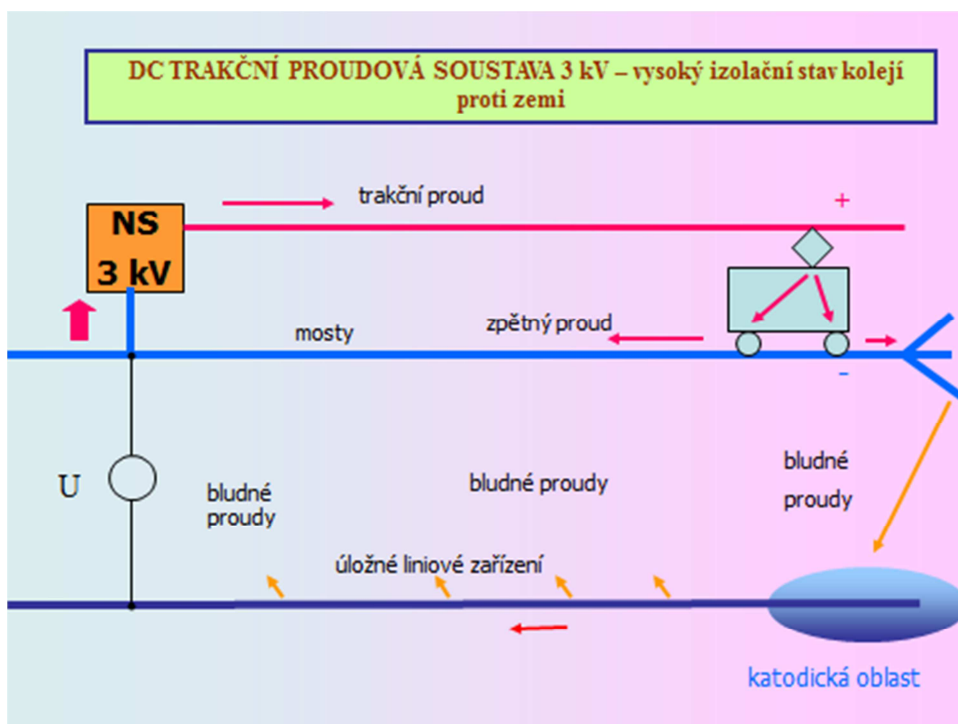 DC TRAKČNÍ PROUDOVÁ SOUSTAVA 3 kV – vysoký izolační stav kolejí
proti zemi
trakční proud
+
NS
3 kV
mosty
zpětný proud
-
U
bludné
proudy
bludné proudy
bludné
proudy
úložné liniové zařízení
katodická oblast